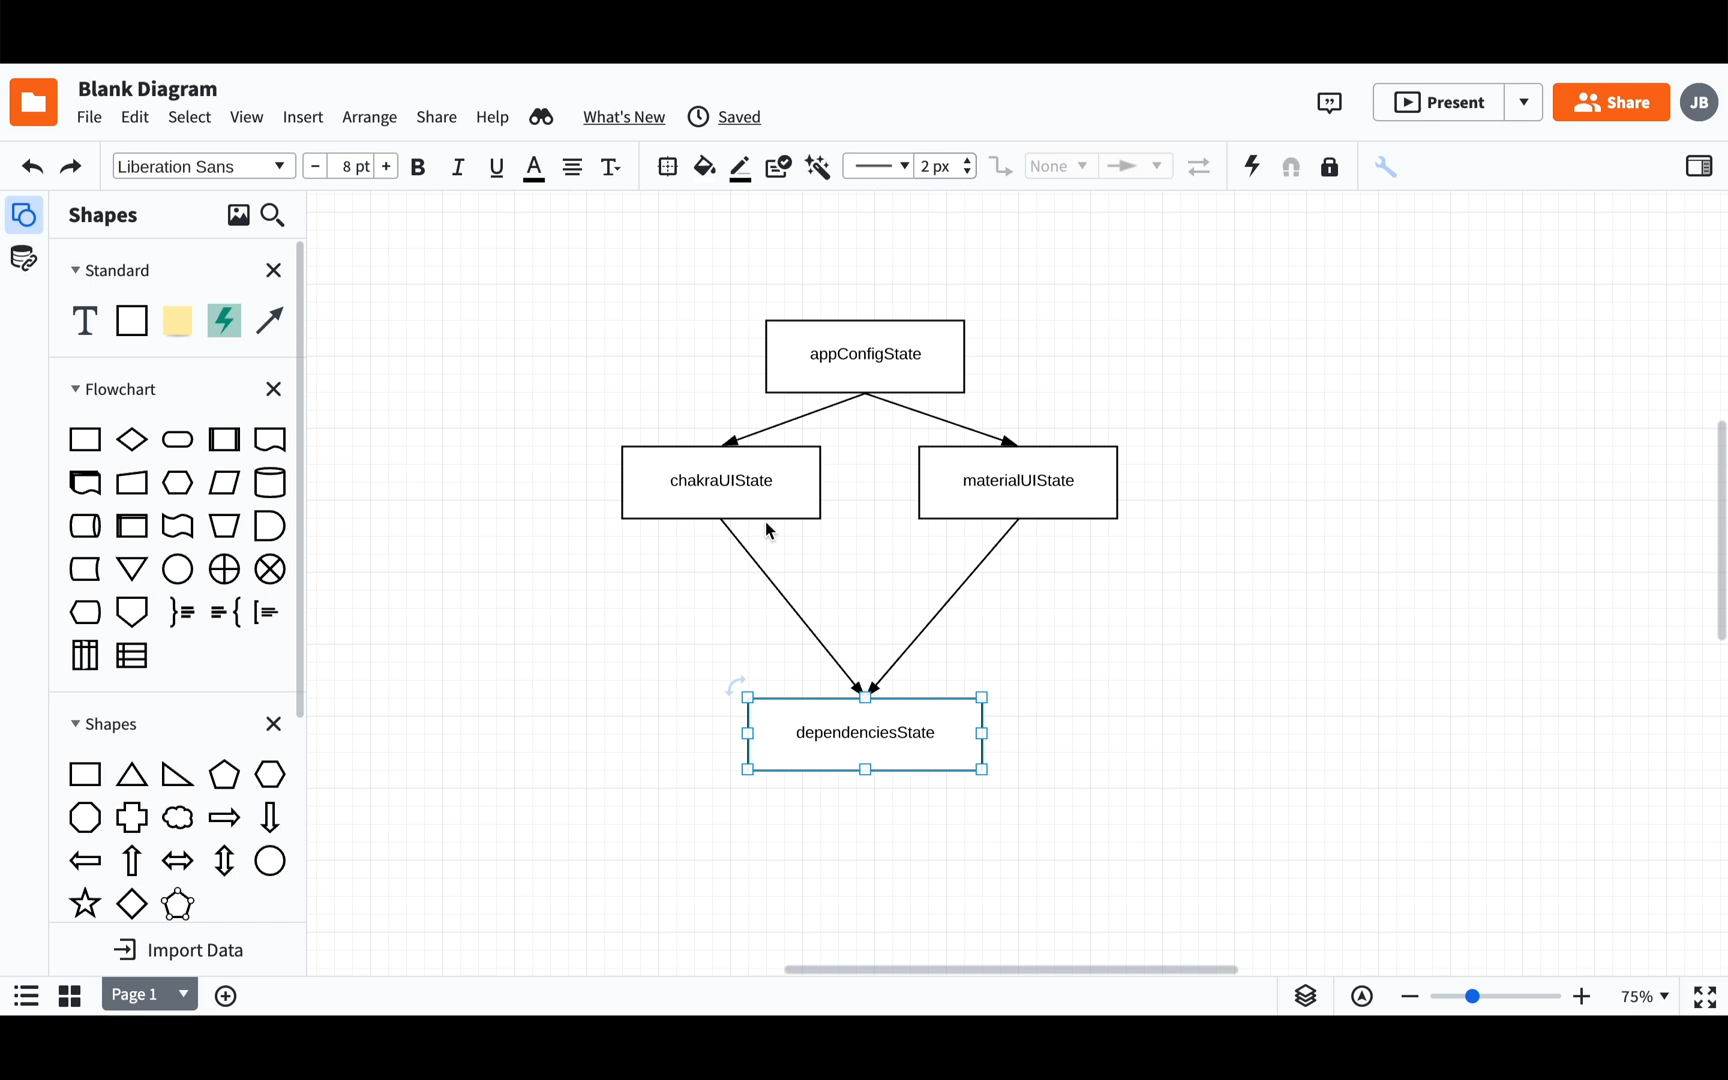 Blank Diagram
File Edit Select View Insert Arrange Share Help What's New Saved
Present Share JB
Liberation Sans − 8 pt + B I U A T 2 px None
Shapes
Standard
T
Flowchart
Shapes
Import Data
appConfigState
chakraUIState materialUIState
dependenciesState
Page 1 75%